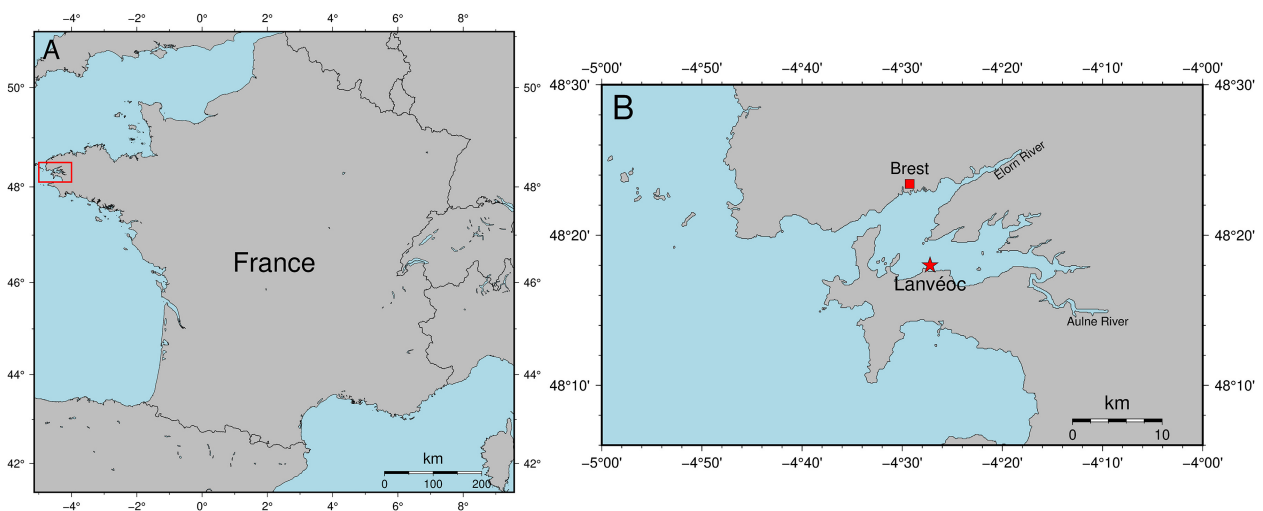 −4° −2° 0° 2° 4° 6° 8°
A
50° 50°
48° 48°
France
46° 46°
44° 44°
42° 42°
km
0 100 200
−4° −2° 0° 2° 4° 6° 8°
−5°00' −4°50' −4°40' −4°30' −4°20' −4°10' −4°00'
48°30' 48°30'
B
Elorn River
Brest
48°20' 48°20'
Lanvéoc
Aulne River
48°10' 48°10'
km
0 10
−5°00' −4°50' −4°40' −4°30' −4°20' −4°10' −4°00'